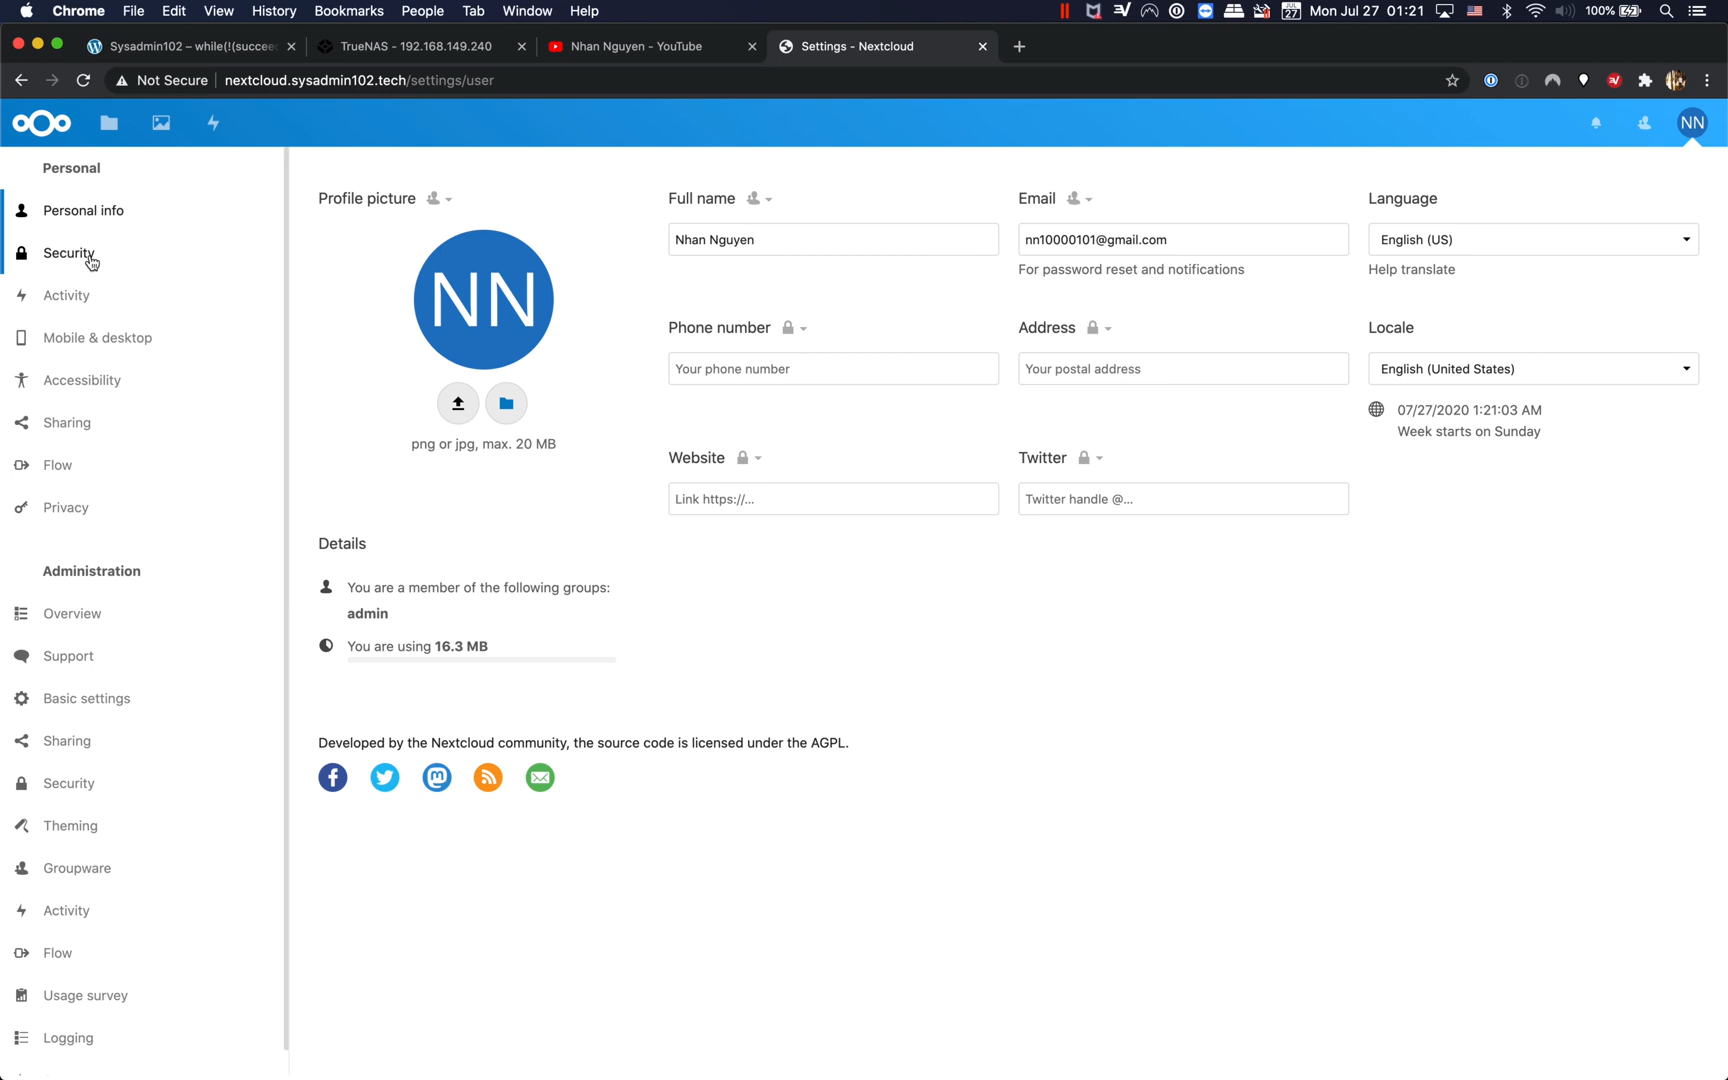 Chrome File Edit View History Bookmarks People Tab Window Help
JUL 27 Mon Jul 27 01:21 100%
Sysadmin102 – while(!(succee
TrueNAS - 192.168.149.240
Nhan Nguyen - YouTube
Settings - Nextcloud
Not Secure nextcloud.sysadmin102.tech/settings/user
NN
Personal
Personal info
Security
Activity
Mobile & desktop
Accessibility
Sharing
Flow
Privacy
Administration
Overview
Support
Basic settings
Sharing
Security
Theming
Groupware
Activity
Flow
Usage survey
Logging
Profile picture
NN
png or jpg, max. 20 MB
Full name
Nhan Nguyen
Email
nn10000101@gmail.com
For password reset and notifications
Language
English (US)
Help translate
Phone number
Your phone number
Address
Your postal address
Locale
English (United States)
07/27/2020 1:21:03 AM
Week starts on Sunday
Website
Link https://...
Twitter
Twitter handle @...
Details
You are a member of the following groups:
admin
You are using 16.3 MB
Developed by the Nextcloud community, the source code is licensed under the AGPL.